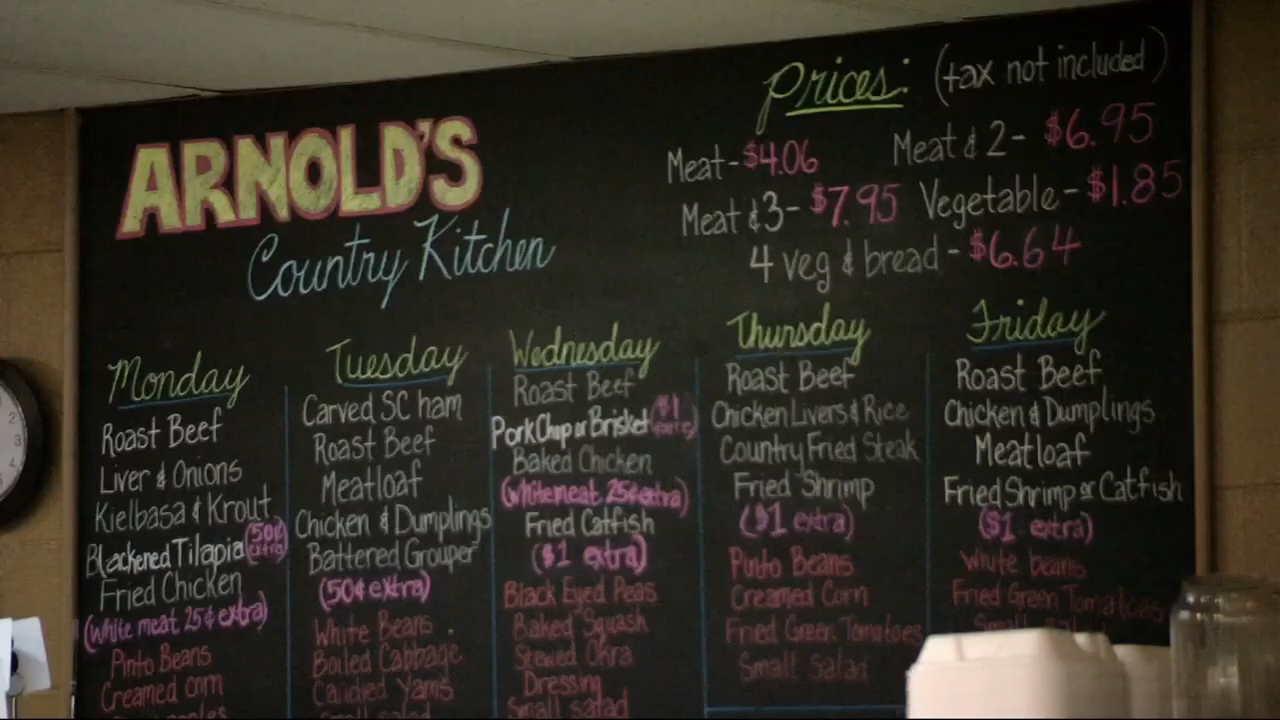 ARNOLD'S
Country Kitchen
Prices: (tax not included)
Meat - $4.06
Meat & 2 - $6.95
Meat & 3 - $7.95
Vegetable - $1.85
4 veg & bread - $6.64
Monday
Roast Beef
Liver & Onions
Kielbasa & Krout
Blackened Tilapia (50¢ extra)
Fried Chicken
(white meat 25¢ extra)
Pinto Beans
Creamed corn
Tuesday
Carved SC ham
Roast Beef
Meatloaf
Chicken & Dumplings
Battered Grouper
(50¢ extra)
White Beans
Boiled Cabbage
Candied Yams
Small salad
Wednesday
Roast Beef
Pork Chop or Brisket ($1 extra)
Baked Chicken
(white meat 25¢ extra)
Fried Catfish
($1 extra)
Black Eyed Peas
Baked Squash
Stewed Okra
Dressing
Small salad
Thursday
Roast Beef
Chicken Livers & Rice
Country Fried Steak
Fried Shrimp
($1 extra)
Pinto Beans
Creamed Corn
Fried Green Tomatoes
Small Salad
Friday
Roast Beef
Chicken & Dumplings
Meatloaf
Fried Shrimp or Catfish
($1 extra)
White beans
Fried Green Tomatoes
2
3
4